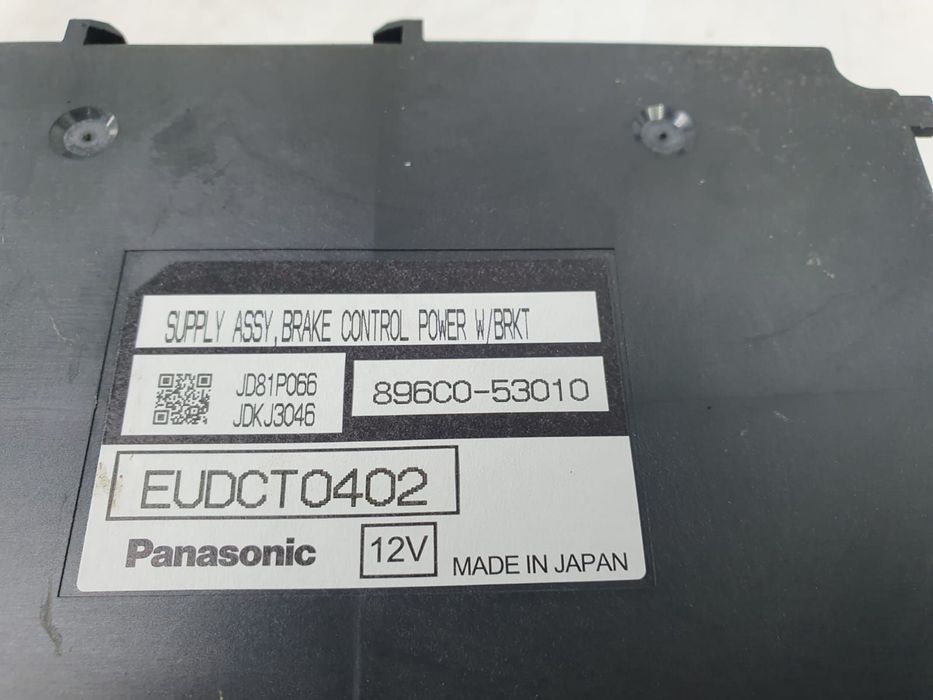 SUPPLY ASSY,BRAKE CONTROL POWER W/BRKT
JD81P066
JDKJ3046
896C0-53010
EUDCT0402
Panasonic
12V
MADE IN JAPAN